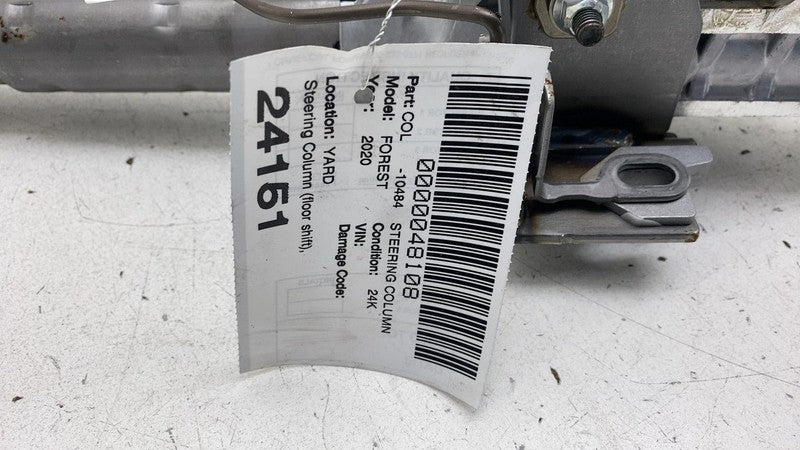 0000048108
Part: COL -10484 STEERING COLUMN
Model: FOREST Condition: 24K
Year: 2020 VIN:
Damage Code:
Location: YARD
Steering Column (floor shift),
24151